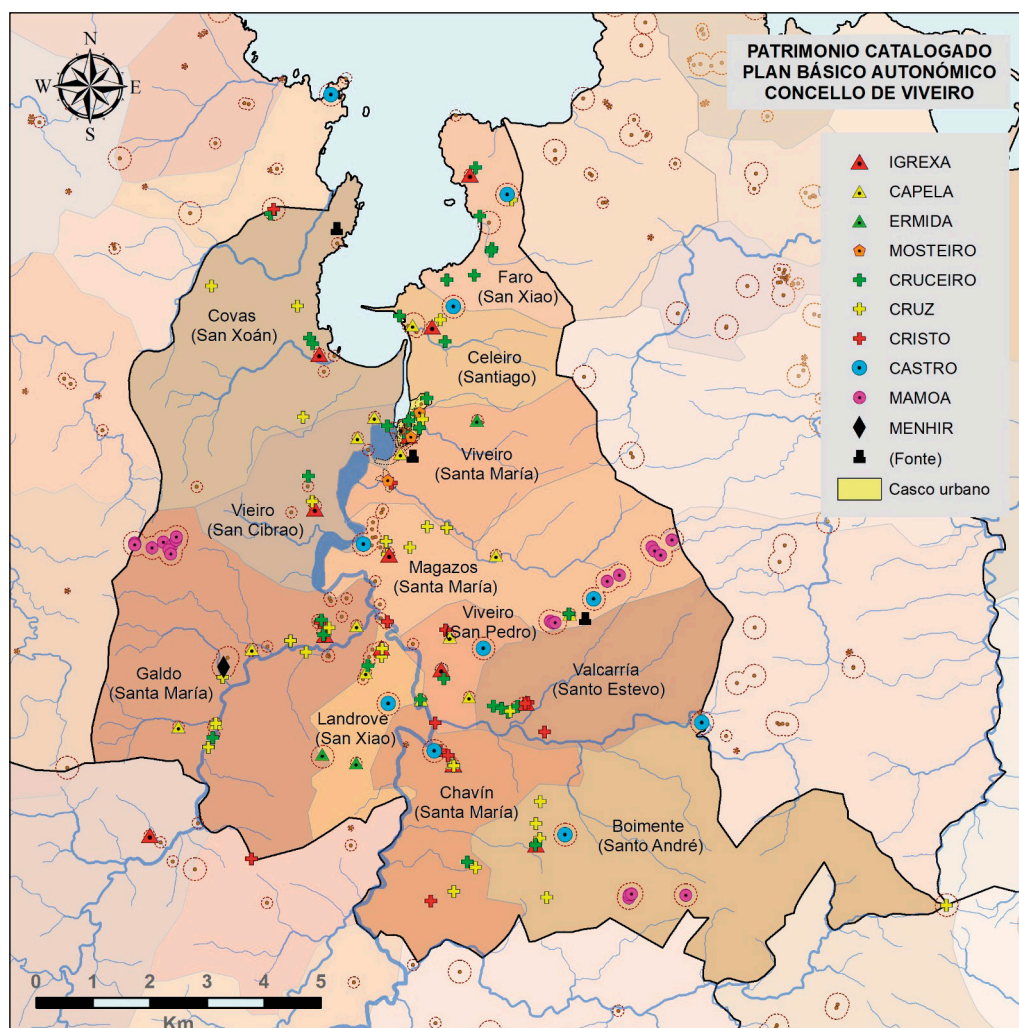 PATRIMONIO CATALOGADO
PLAN BÁSICO AUTONÓMICO
CONCELLO DE VIVEIRO
N
W
E
S
IGREXA
CAPELA
ERMIDA
MOSTEIRO
CRUCEIRO
CRUZ
CRISTO
CASTRO
MAMOA
MENHIR
(Fonte)
Casco urbano
Faro
(San Xiao)
Covas
(San Xoán)
Celeiro
(Santiago)
Viveiro
(Santa María)
Vieiro
(San Cibrao)
Magazos
(Santa María)
Viveiro
(San Pedro)
Valcarría
(Santo Estevo)
Galdo
(Santa María)
Landrove
(San Xiao)
Chavín
(Santa María)
Boimente
(Santo André)
0 1 2 3 4 5
Km